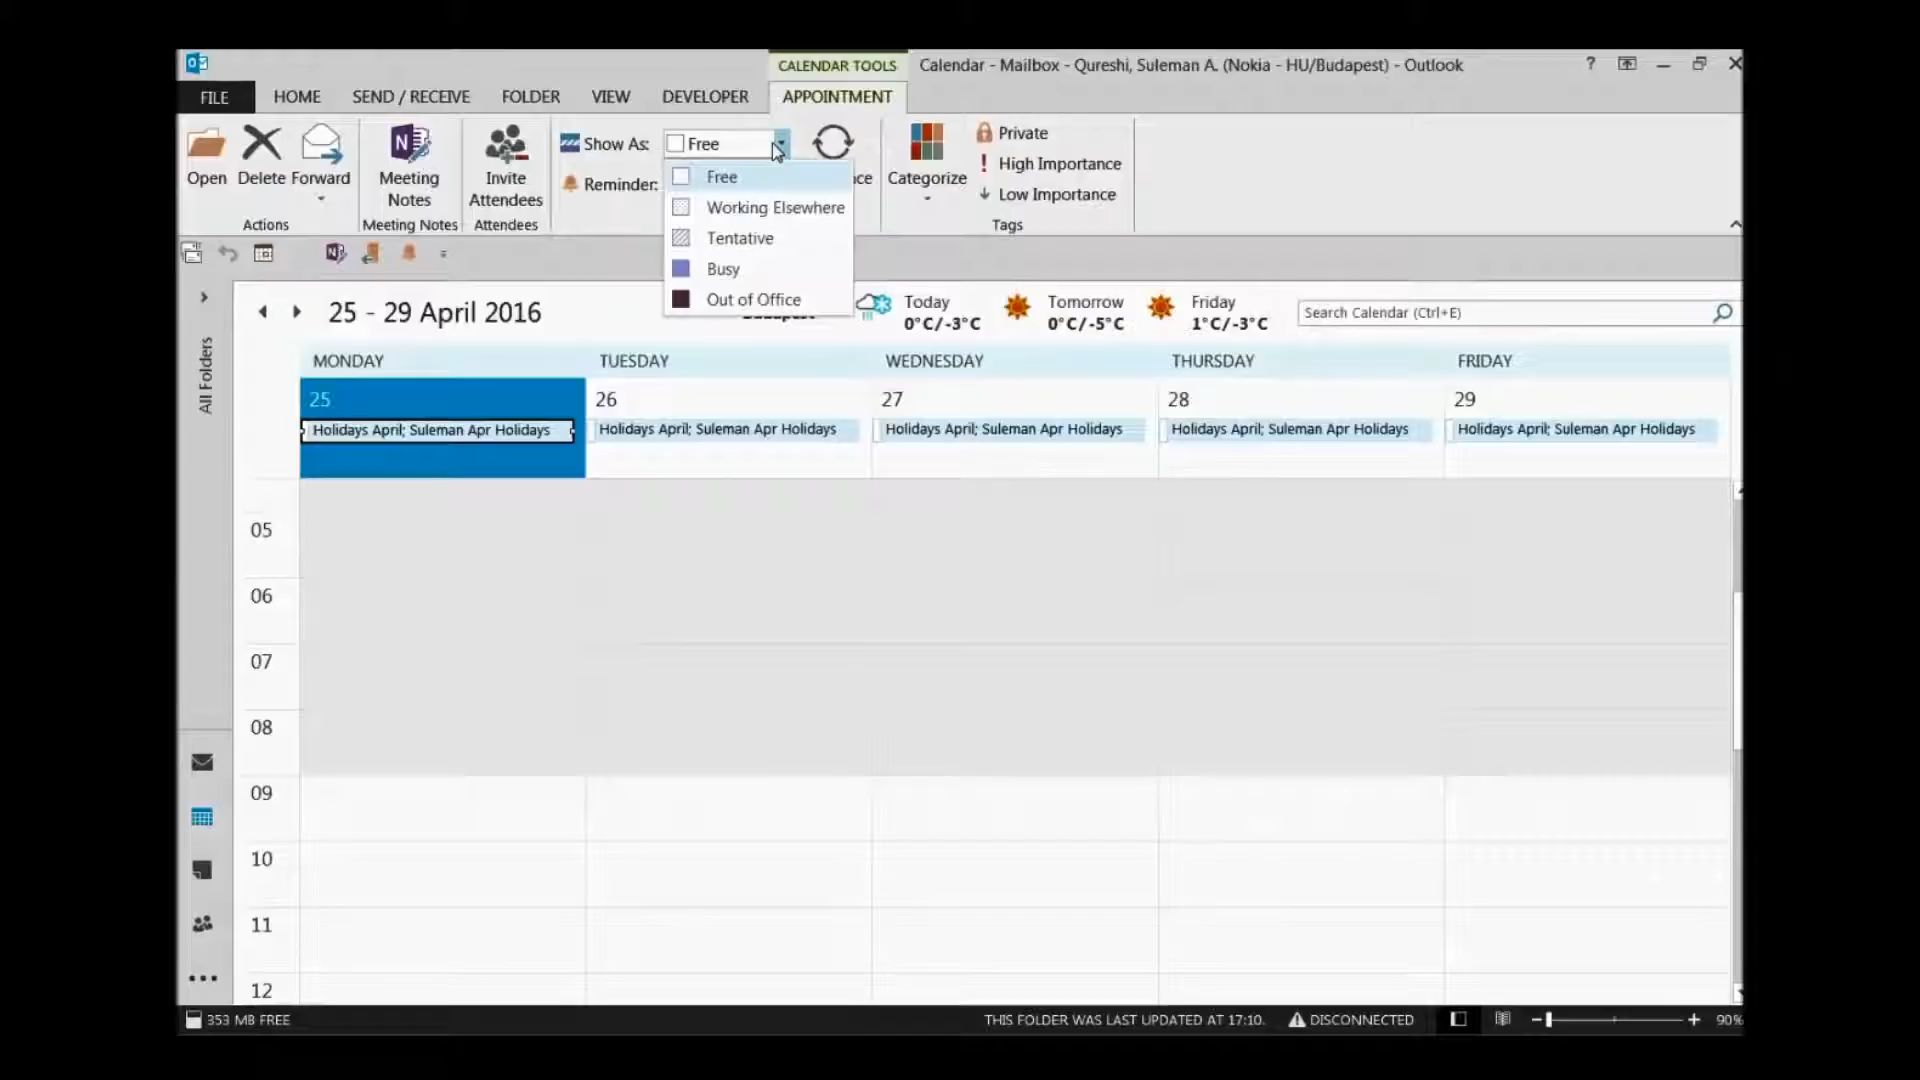 CALENDAR TOOLS
Calendar - Mailbox - Qureshi, Suleman A. (Nokia - HU/Budapest) - Outlook
?
FILE HOME SEND / RECEIVE FOLDER VIEW DEVELOPER APPOINTMENT
Open Delete Forward
Actions
Meeting Notes
Meeting Notes
Invite Attendees
Attendees
Show As: Free
Reminder:
Free
Working Elsewhere
Tentative
Busy
Out of Office
Categorize
Private
High Importance
Low Importance
Tags
All Folders
25 - 29 April 2016
Today
0°C/-3°C
Tomorrow
0°C/-5°C
Friday
1°C/-3°C
Search Calendar (Ctrl+E)
MONDAY TUESDAY WEDNESDAY THURSDAY FRIDAY
25 26 27 28 29
Holidays April; Suleman Apr Holidays
Holidays April; Suleman Apr Holidays
Holidays April; Suleman Apr Holidays
Holidays April; Suleman Apr Holidays
Holidays April; Suleman Apr Holidays
05
06
07
08
09
10
11
12
353 MB FREE
THIS FOLDER WAS LAST UPDATED AT 17:10.
DISCONNECTED
90%